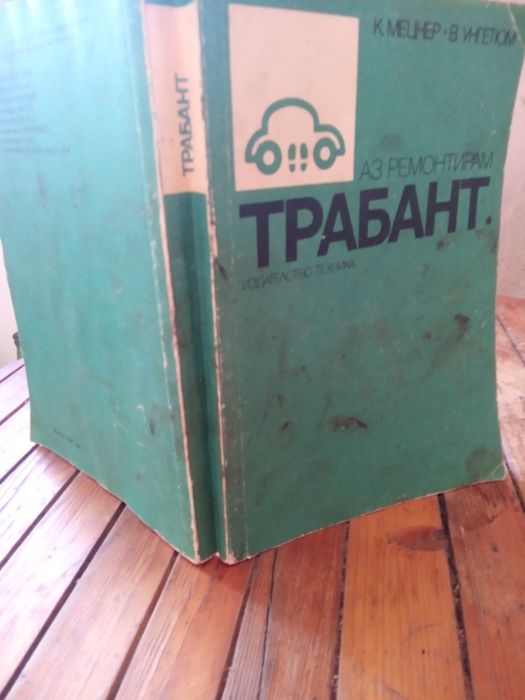 К. МЕЦНЕР • В. УНГЕТЮМ
АЗ РЕМОНТИРАМ
ТРАБАНТ
ИЗДАТЕЛСТВО ТЕХНИКА
ТРАБАНТ